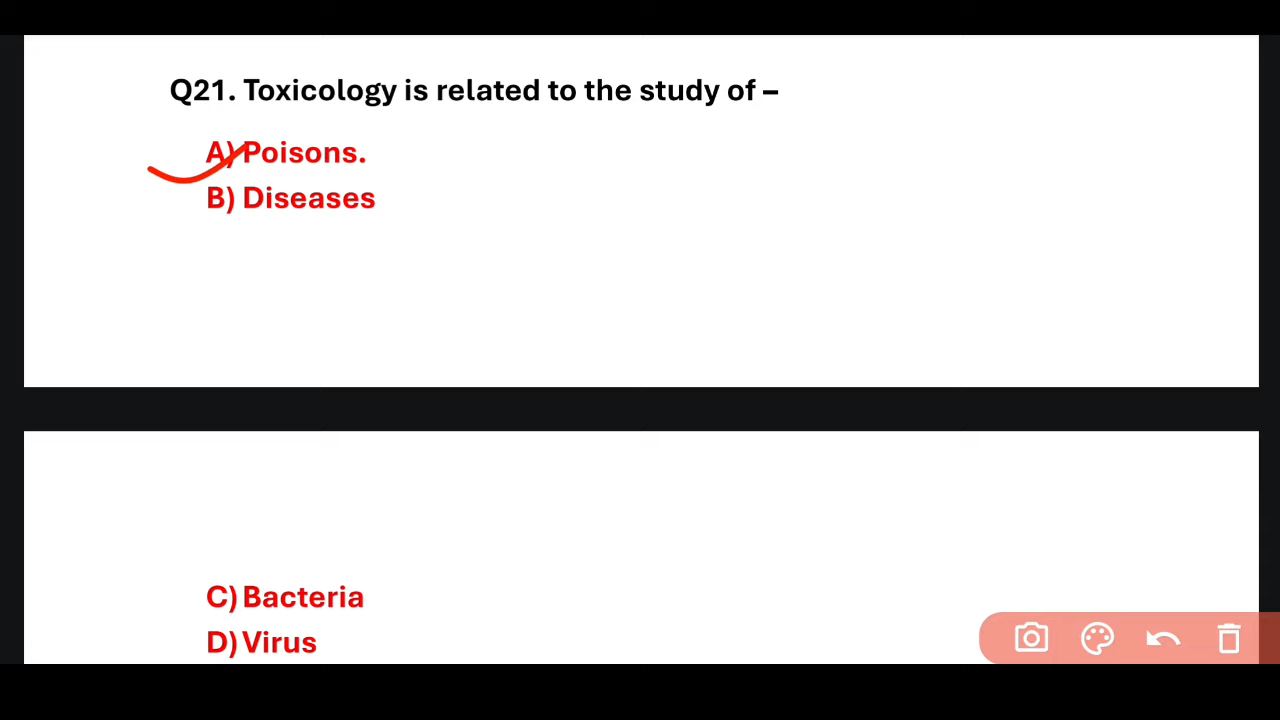 Q21. Toxicology is related to the study of –
A) Poisons.
B) Diseases
C) Bacteria
D) Virus